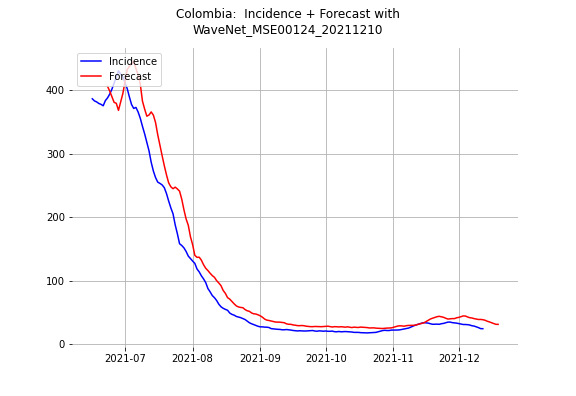 Colombia:  Incidence + Forecast with
WaveNet_MSE00124_20211210
Incidence
Forecast
400
300
200
100
0
2021-07
2021-08
2021-09
2021-10
2021-11
2021-12